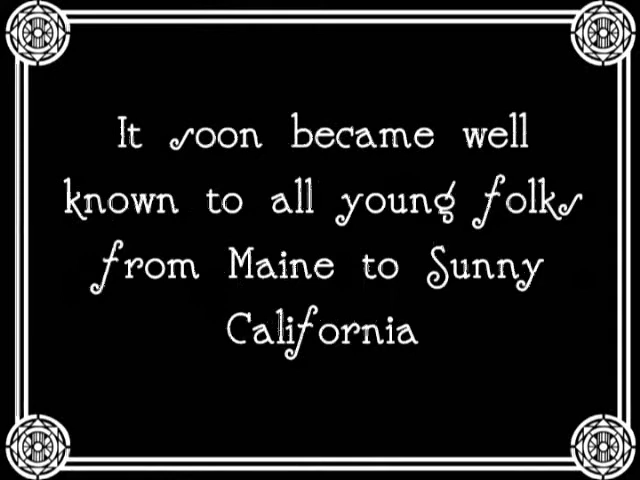 It soon became well
known to all young folks
from Maine to Sunny
California